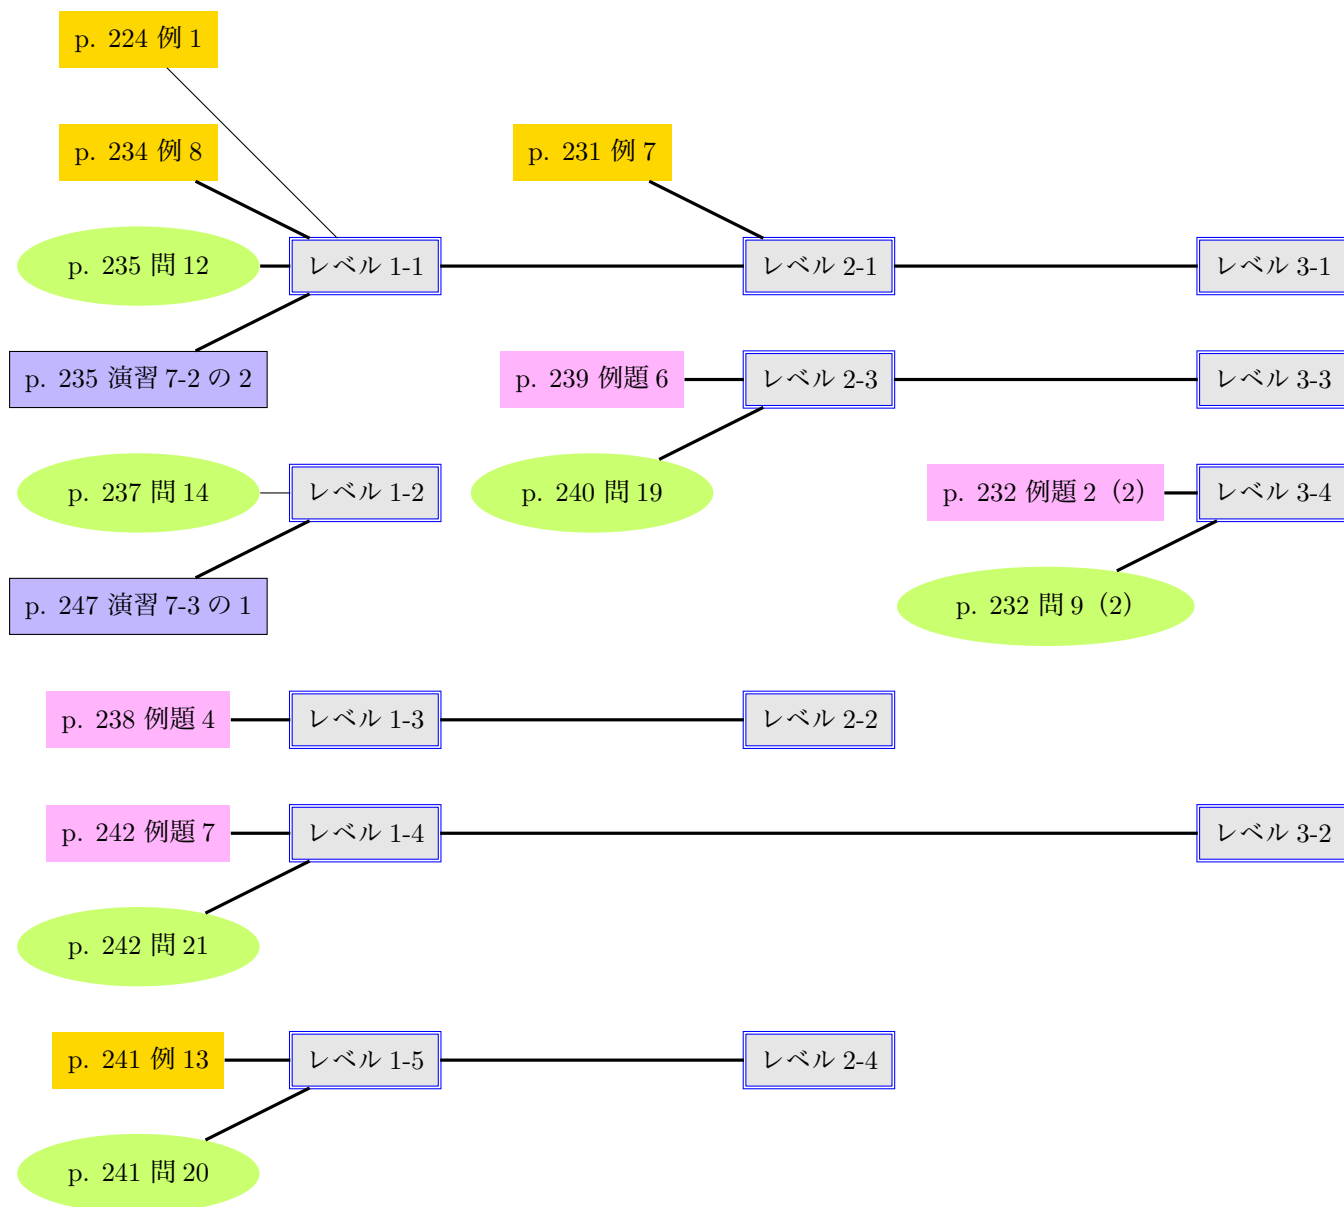 p. 224 例 1
p. 234 例 8
p. 231 例 7
p. 235 問 12
レベル 1-1
レベル 2-1
レベル 3-1
p. 235 演習 7-2 の 2
p. 239 例題 6
レベル 2-3
レベル 3-3
p. 237 問 14
レベル 1-2
p. 240 問 19
p. 232 例題 2（2）
レベル 3-4
p. 247 演習 7-3 の 1
p. 232 問 9（2）
p. 238 例題 4
レベル 1-3
レベル 2-2
p. 242 例題 7
レベル 1-4
レベル 3-2
p. 242 問 21
p. 241 例 13
レベル 1-5
レベル 2-4
p. 241 問 20